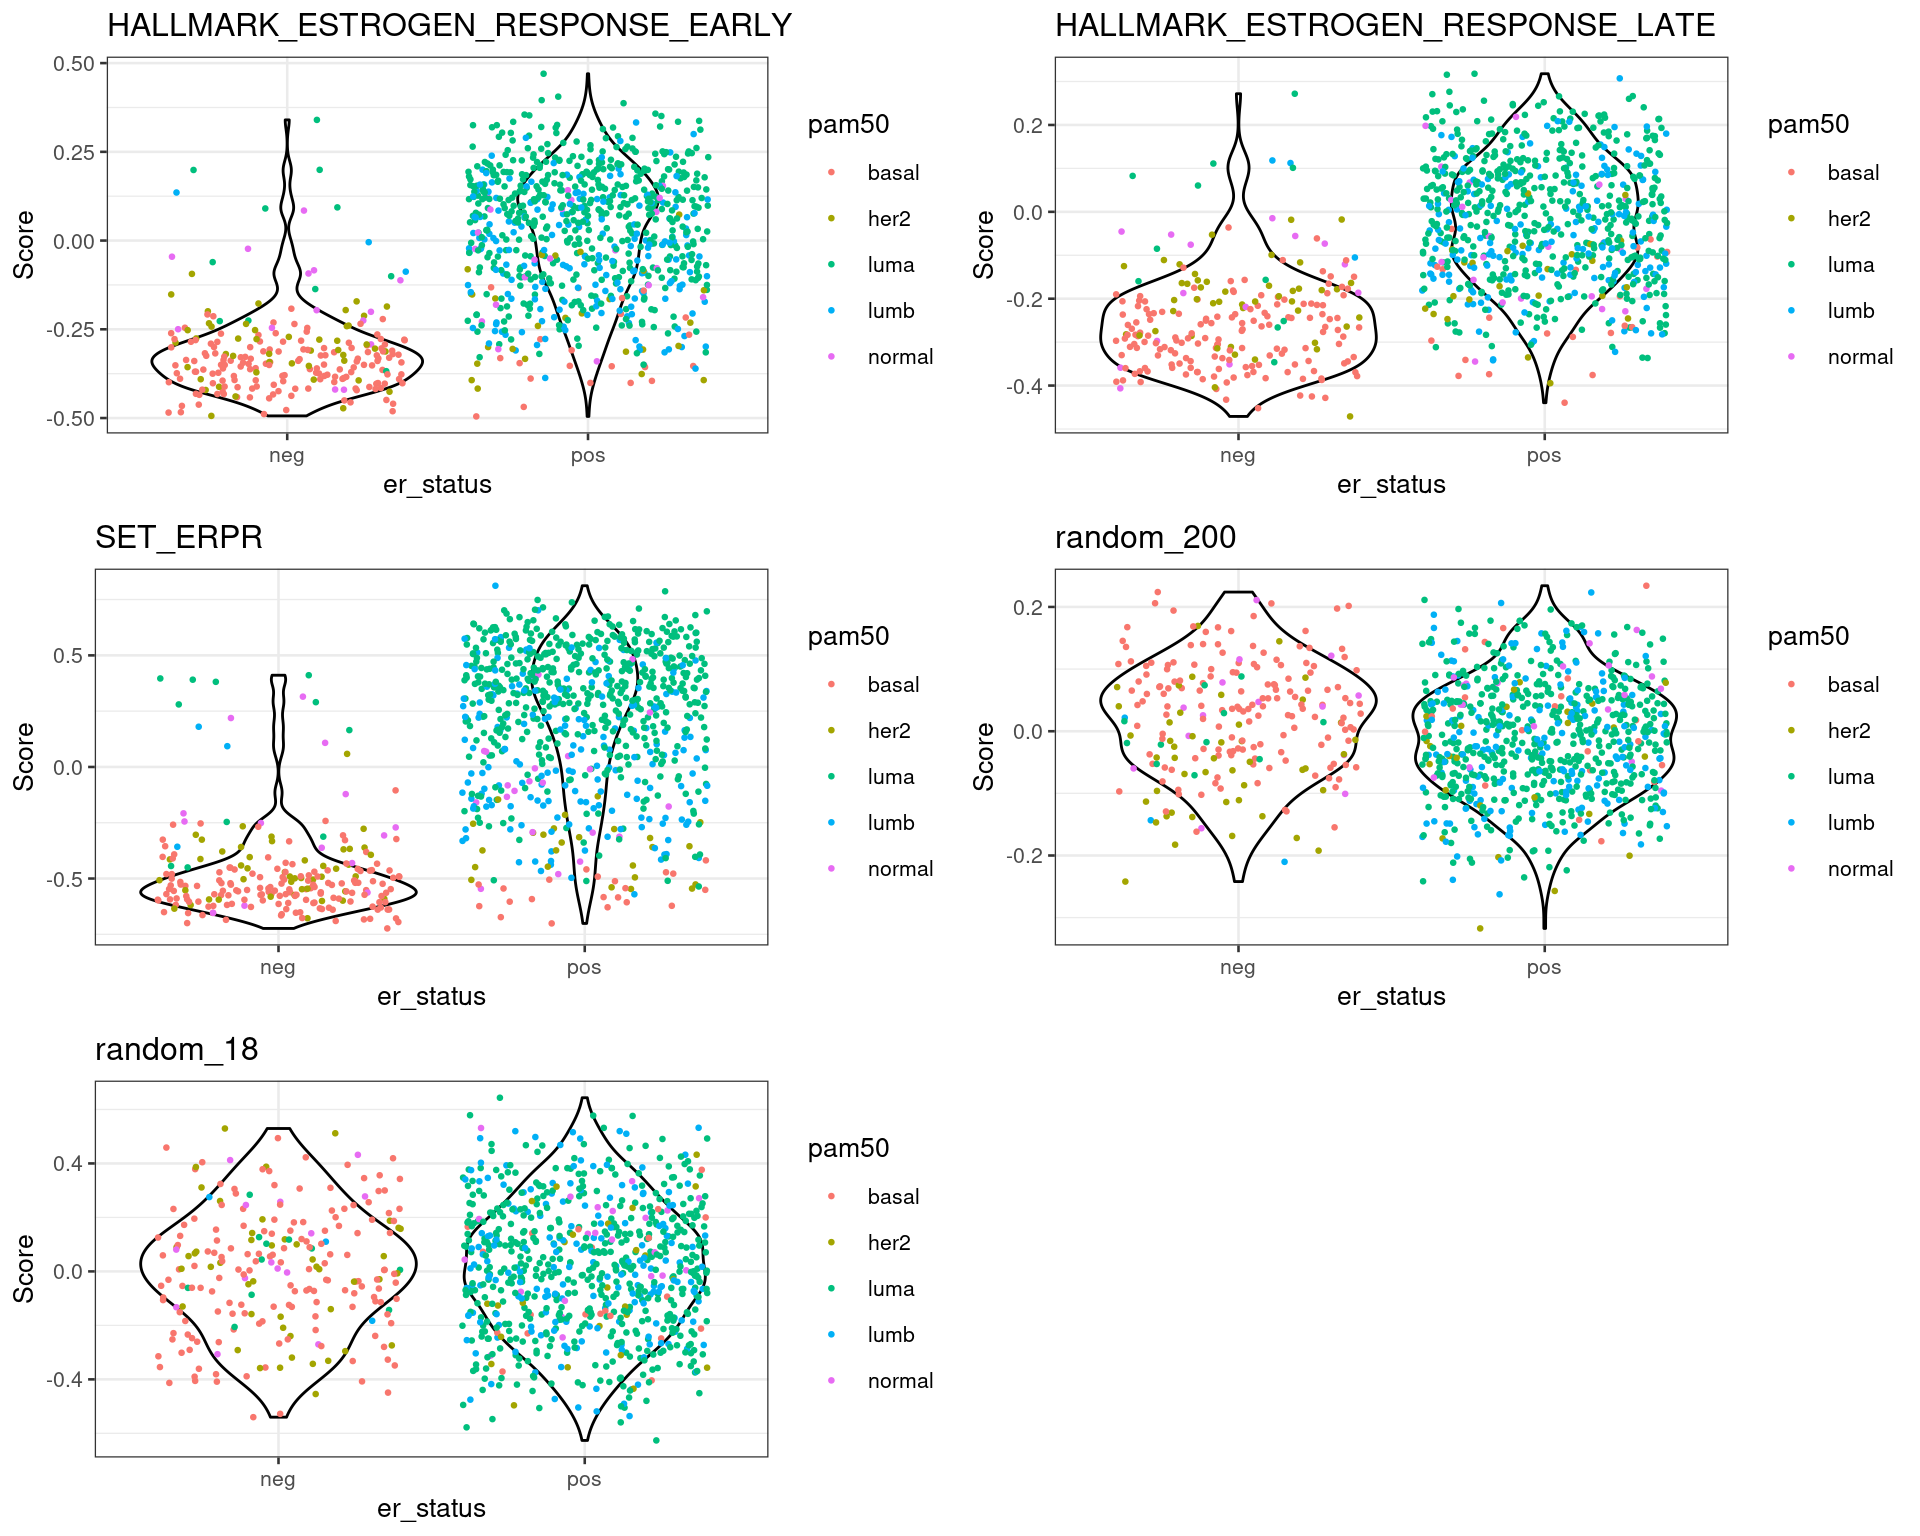 HALLMARK_ESTROGEN_RESPONSE_EARLY
0.50
0.25
0.00
-0.25
-0.50
Score
neg
pos
er_status
pam50
basal
her2
luma
lumb
normal
HALLMARK_ESTROGEN_RESPONSE_LATE
0.2
0.0
-0.2
-0.4
Score
neg
pos
er_status
pam50
basal
her2
luma
lumb
normal
SET_ERPR
0.5
0.0
-0.5
Score
neg
pos
er_status
pam50
basal
her2
luma
lumb
normal
random_200
0.2
0.0
-0.2
Score
neg
pos
er_status
pam50
basal
her2
luma
lumb
normal
random_18
0.4
0.0
-0.4
Score
neg
pos
er_status
pam50
basal
her2
luma
lumb
normal